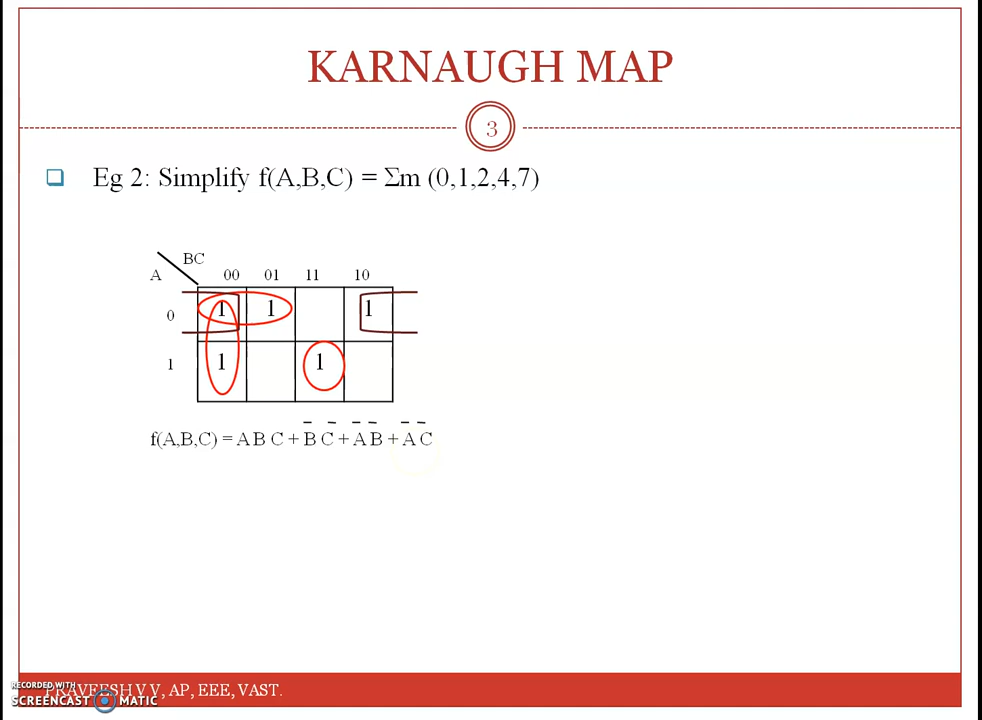 KARNAUGH MAP
3
Eg 2: Simplify f(A,B,C) = Σm (0,1,2,4,7)
BC
A 00 01 11 10
0 1 1 1
1 1 1
f(A,B,C) = A B C + B̅ C̅ + A̅ B̅ + A̅ C̅
RECORDED WITH
PRAVEESH V V, AP, EEE, VAST.
SCREENCAST MATIC